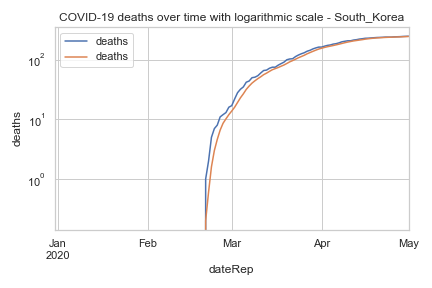 COVID-19 deaths over time with logarithmic scale - South_Korea
deaths
deaths
10²
10¹
10⁰
deaths
Jan
2020
Feb
Mar
Apr
May
dateRep